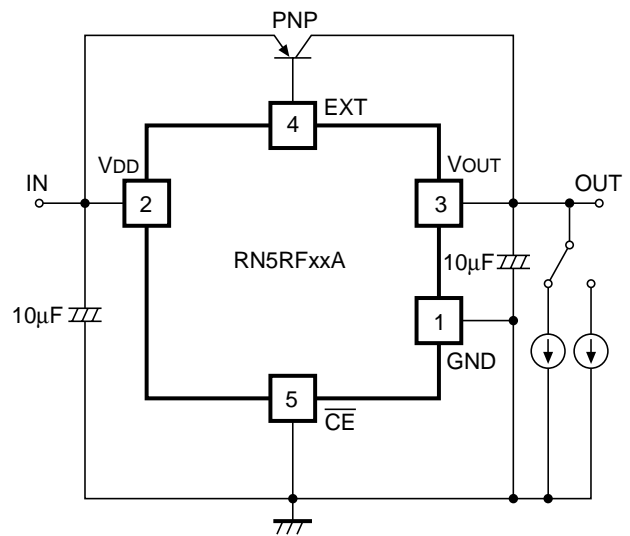 PNP
4
EXT
VDD
VOUT
IN
2
3
OUT
RN5RFxxA
10μF
10μF
1
GND
5
CE